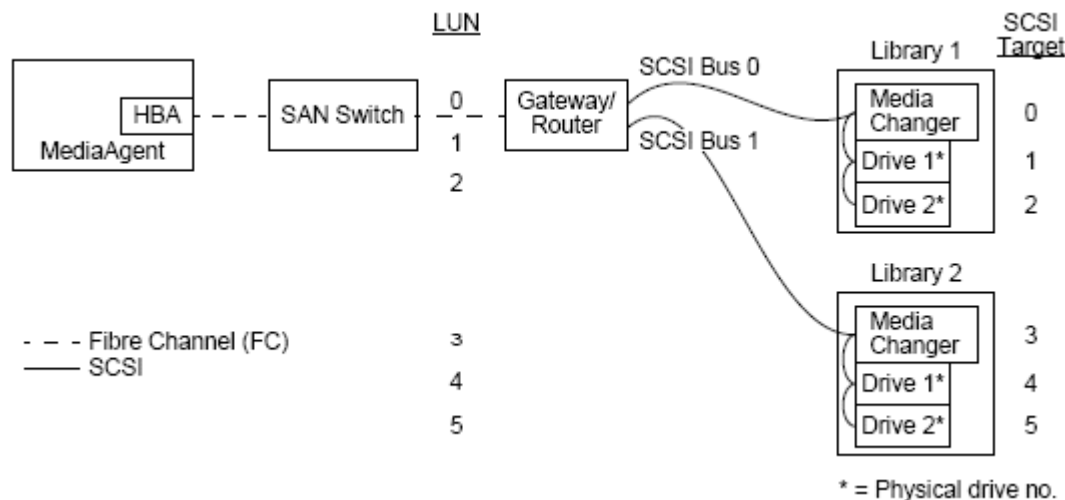 LUN
SCSI
Target
Library 1
SCSI Bus 0
HBA
MediaAgent
SAN Switch
0
1
2
Gateway/
Router
SCSI Bus 1
Media
Changer
Drive 1*
Drive 2*
0
1
2
Library 2
Fibre Channel (FC)
SCSI
3
4
5
Media
Changer
Drive 1*
Drive 2*
3
4
5
* = Physical drive no.